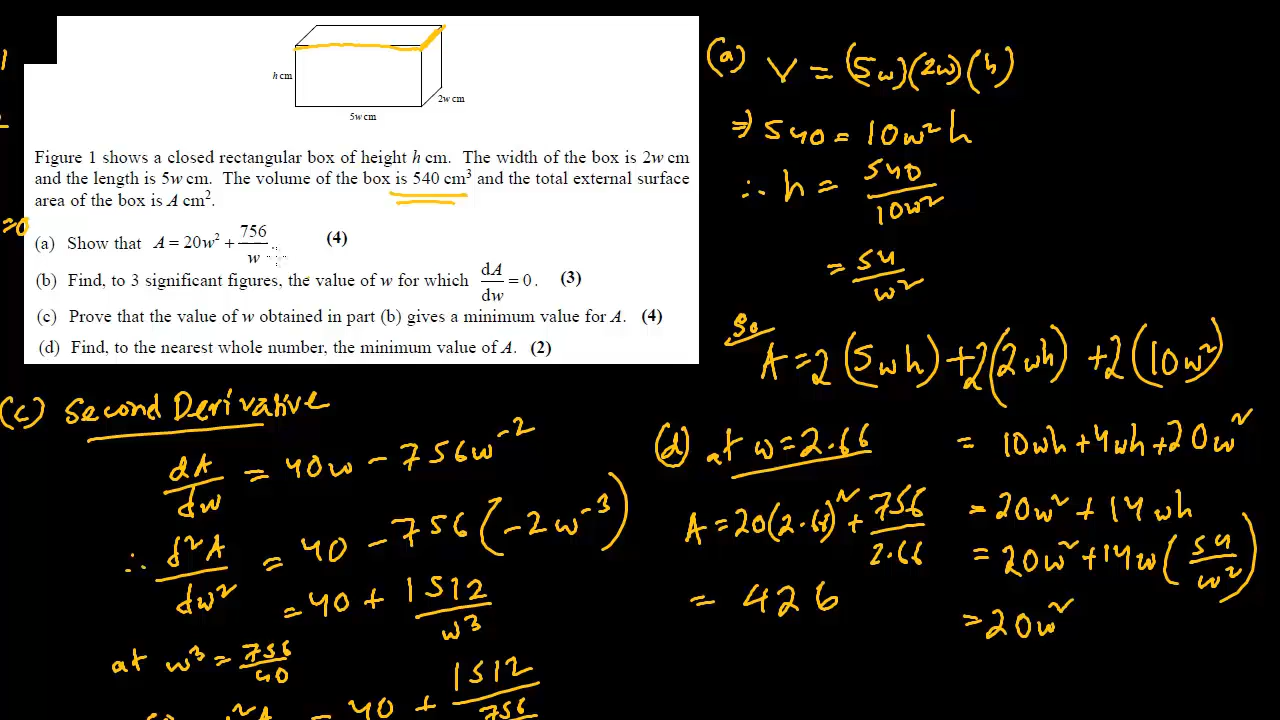 h cm
2w cm
5w cm
Figure 1 shows a closed rectangular box of height h cm. The width of the box is 2w cm
and the length is 5w cm. The volume of the box is 540 cm³ and the total external surface
area of the box is A cm².
(a) Show that A = 20w² + 756/w. (4)
(b) Find, to 3 significant figures, the value of w for which dA/dw = 0. (3)
(c) Prove that the value of w obtained in part (b) gives a minimum value for A. (4)
(d) Find, to the nearest whole number, the minimum value of A. (2)
=0
(a) V = (5w)(2w)(h)
⇒ 540 = 10w²h
∴ h = 540/10w²
= 54/w²
So
A = 2(5wh) + 2(2wh) + 2(10w²)
= 10wh + 4wh + 20w²
= 20w² + 14wh
= 20w² + 14w(54/w²)
= 20w²
(c) Second Derivative
dA/dw = 40w - 756w⁻²
∴ d²A/dw² = 40 - 756(-2w⁻³)
= 40 + 1512/w³
at w³ = 756/40
= 40 + 1512/756
(d) at w = 2.66
A = 20(2.66)² + 756/2.66
= 426